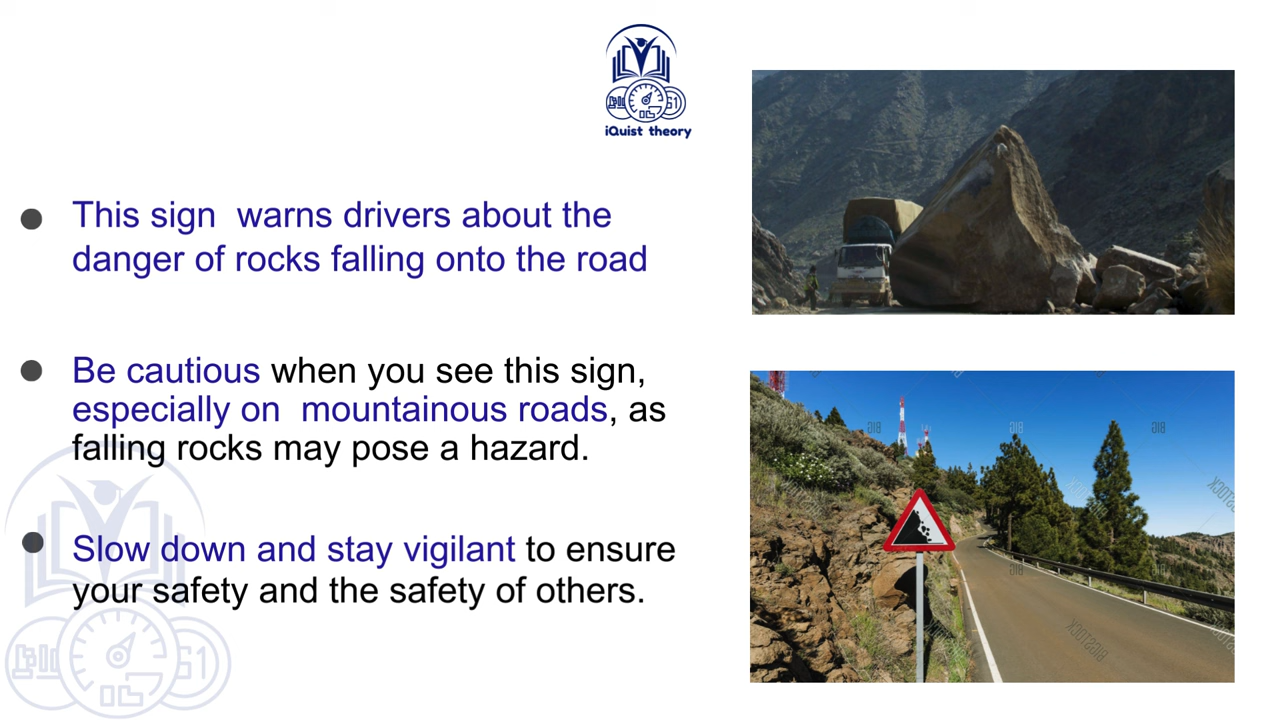 iQuist theory
This sign  warns drivers about the
danger of rocks falling onto the road
Be cautious when you see this sign,
especially on  mountainous roads, as
falling rocks may pose a hazard.
Slow down and stay vigilant to ensure
your safety and the safety of others.
BIGSTOCK
BIGSTOCK